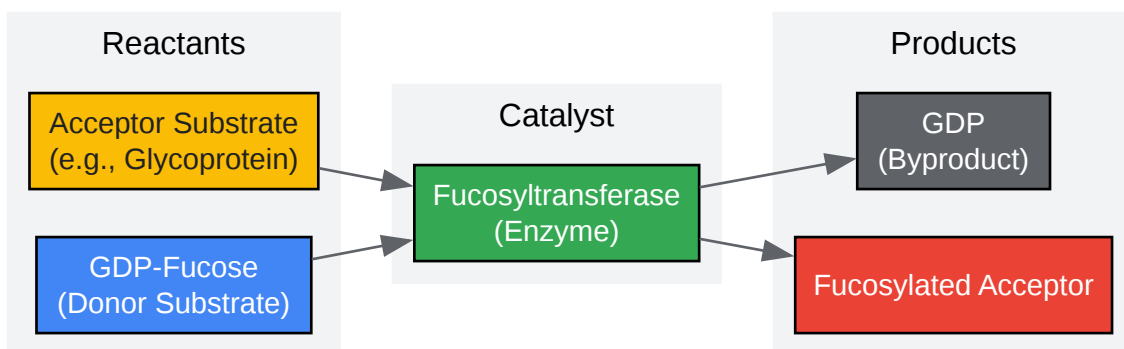 Reactants
Acceptor Substrate
(e.g., Glycoprotein)
GDP-Fucose
(Donor Substrate)
Catalyst
Fucosyltransferase
(Enzyme)
Products
GDP
(Byproduct)
Fucosylated Acceptor